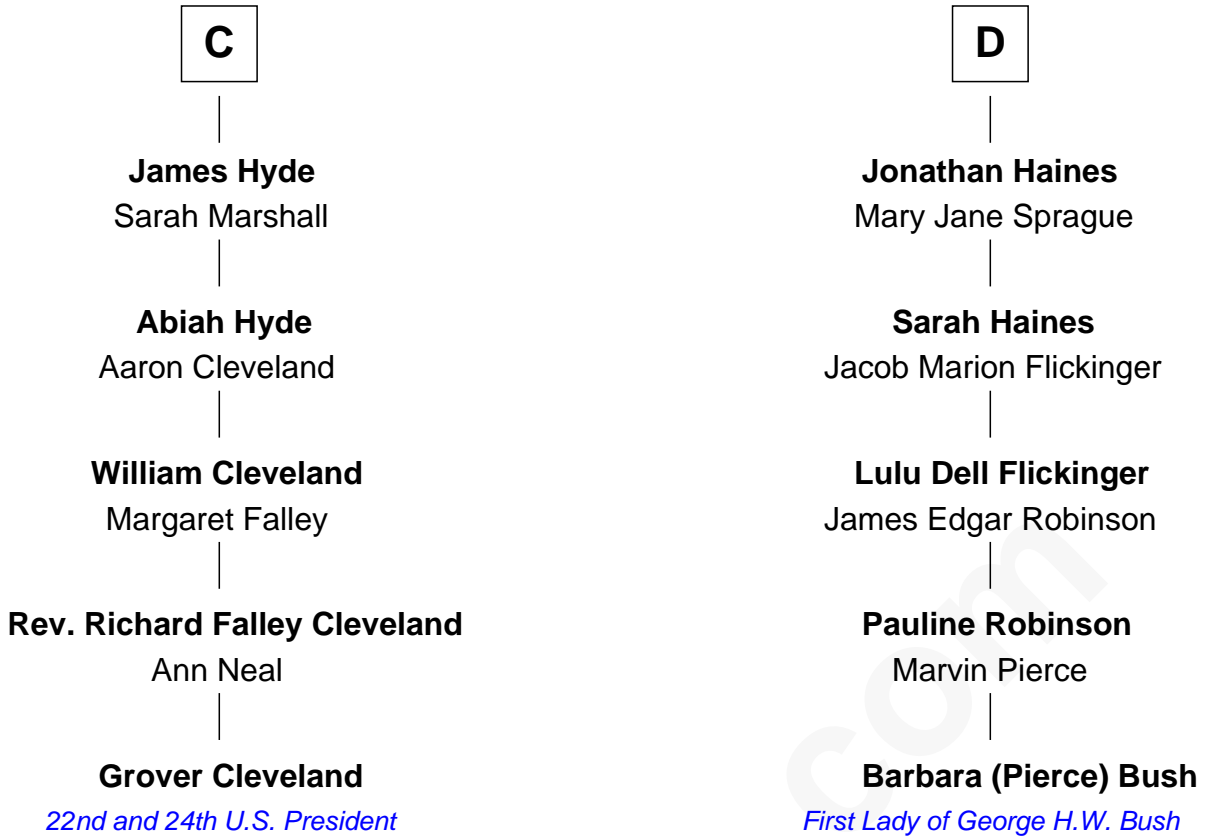 C
James Hyde
Sarah Marshall
Abiah Hyde
Aaron Cleveland
William Cleveland
Margaret Falley
Rev. Richard Falley Cleveland
Ann Neal
Grover Cleveland
22nd and 24th U.S. President
D
Jonathan Haines
Mary Jane Sprague
Sarah Haines
Jacob Marion Flickinger
Lulu Dell Flickinger
James Edgar Robinson
Pauline Robinson
Marvin Pierce
Barbara (Pierce) Bush
First Lady of George H.W. Bush
com